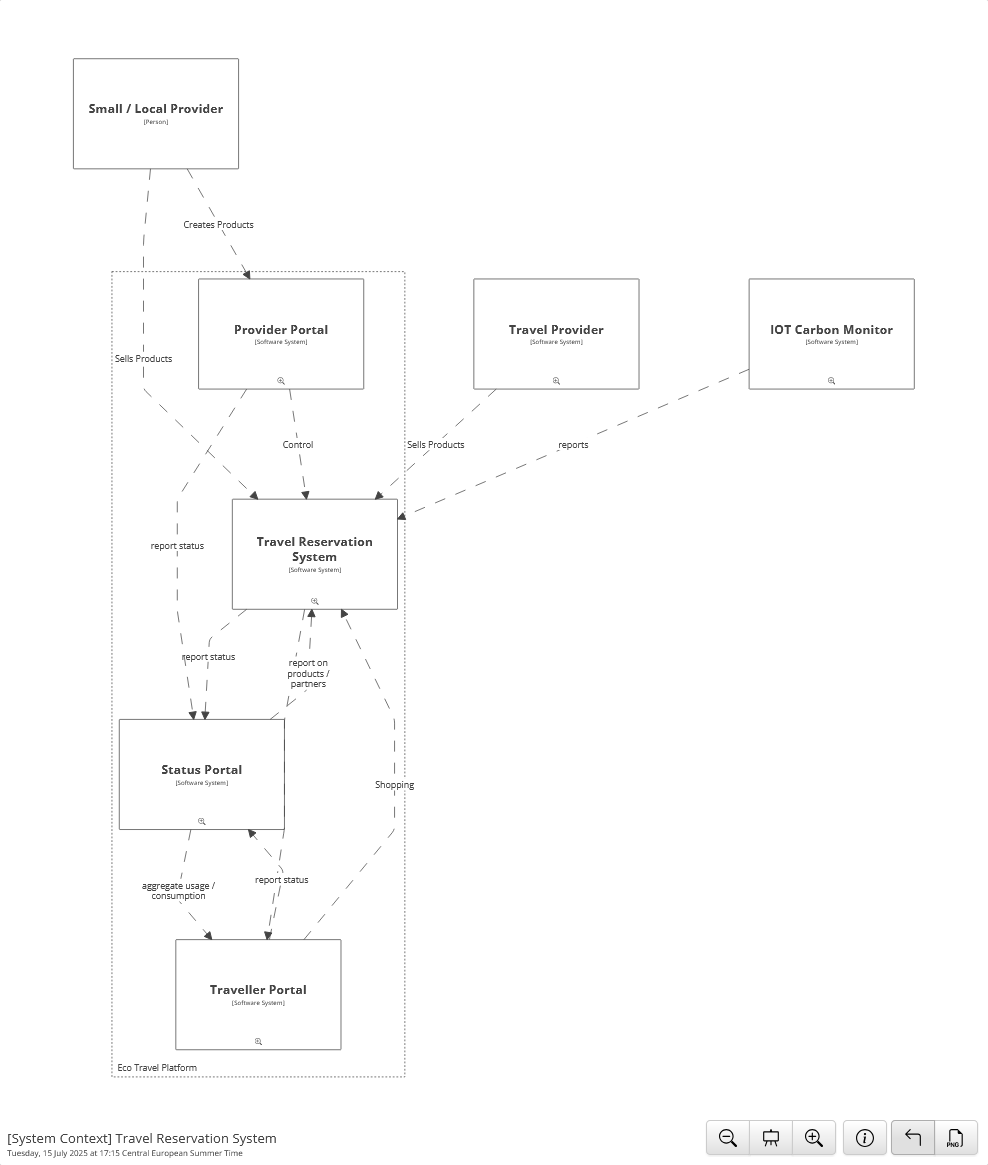 Small / Local Provider
[Person]
Creates Products
Provider Portal
[Software System]
Travel Provider
[Software System]
IOT Carbon Monitor
[Software System]
Sells Products
Control
Sells Products
reports
Travel Reservation
System
[Software System]
report status
report status
report on
products /
partners
Status Portal
[Software System]
Shopping
aggregate usage /
consumption
report status
Traveller Portal
[Software System]
Eco Travel Platform
[System Context] Travel Reservation System
Tuesday, 15 July 2025 at 17:15 Central European Summer Time
PNG